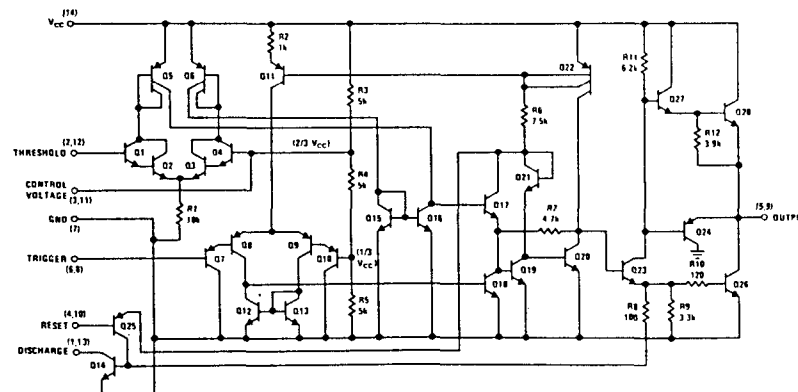 VCC (14)
R2
1k
R11
6.2k
Q5
Q6
Q11
Q22
Q27
Q28
R3
5k
R6
7.5k
R12
3.9k
THRESHOLD (2,12)
Q1
Q2
Q3
Q4
(2/3 VCC)
CONTROL
VOLTAGE
(3,11)
R4
5k
Q21
R1
10k
Q15
Q16
Q17
R7
4.7k
(5,9)
OUTPUT
GND
(7)
Q24
TRIGGER
(6,8)
Q7
Q8
Q9
Q10
(1/3
VCC)
Q18
Q19
Q20
Q23
R10
120
Q26
RESET
(4,10)
Q25
Q12
Q13
R5
5k
R8
100
R9
3.3k
DISCHARGE
(1,13)
Q14